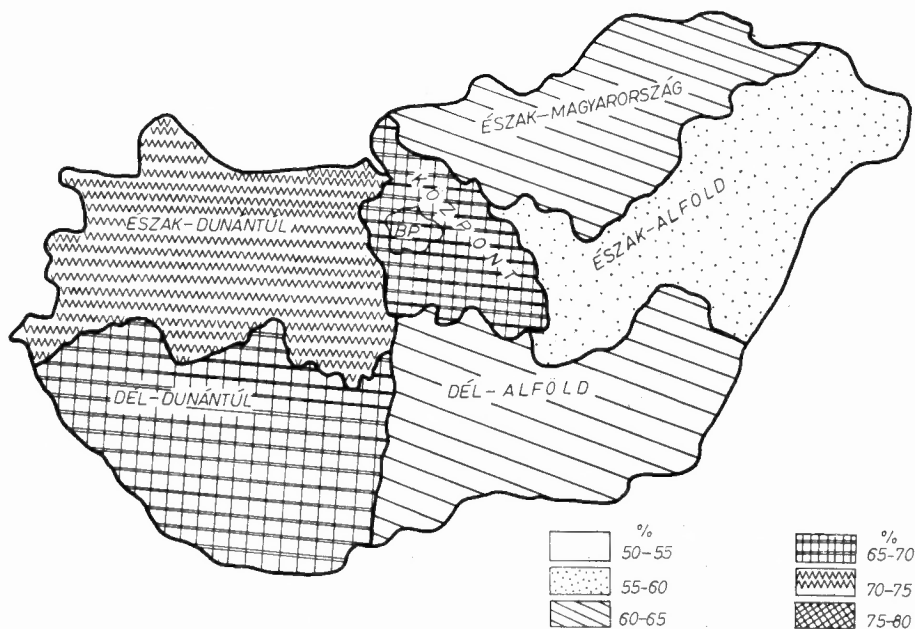 ÉSZAK-MAGYARORSZÁG
KÖZPONT
BP
ÉSZAK-DUNÁNTÚL
ÉSZAK-ALFÖLD
DÉL-DUNÁNTÚL
DÉL-ALFÖLD
%
50-55
55-60
60-65
%
65-70
70-75
75-80